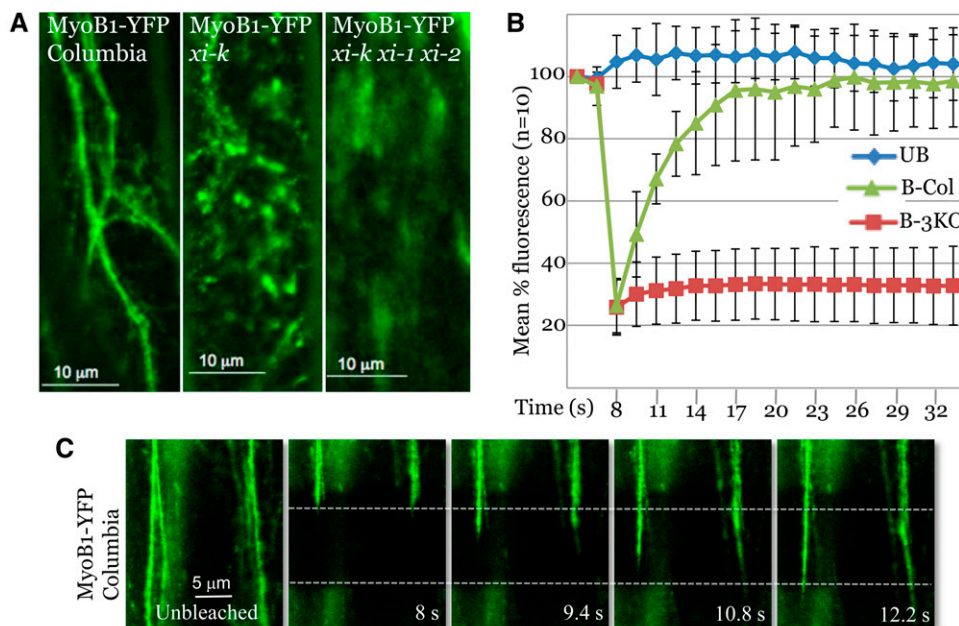 A
MyoB1-YFP
Columbia
10 μm
MyoB1-YFP
xi-k
10 μm
MyoB1-YFP
xi-k xi-1 xi-2
10 μm
B
Mean % fluorescence (n=10)
100
80
60
40
20
UB
B-Col
B-3KO
Time (s) 8 11 14 17 20 23 26 29 32
C
MyoB1-YFP
Columbia
5 μm
Unbleached
8 s
9.4 s
10.8 s
12.2 s